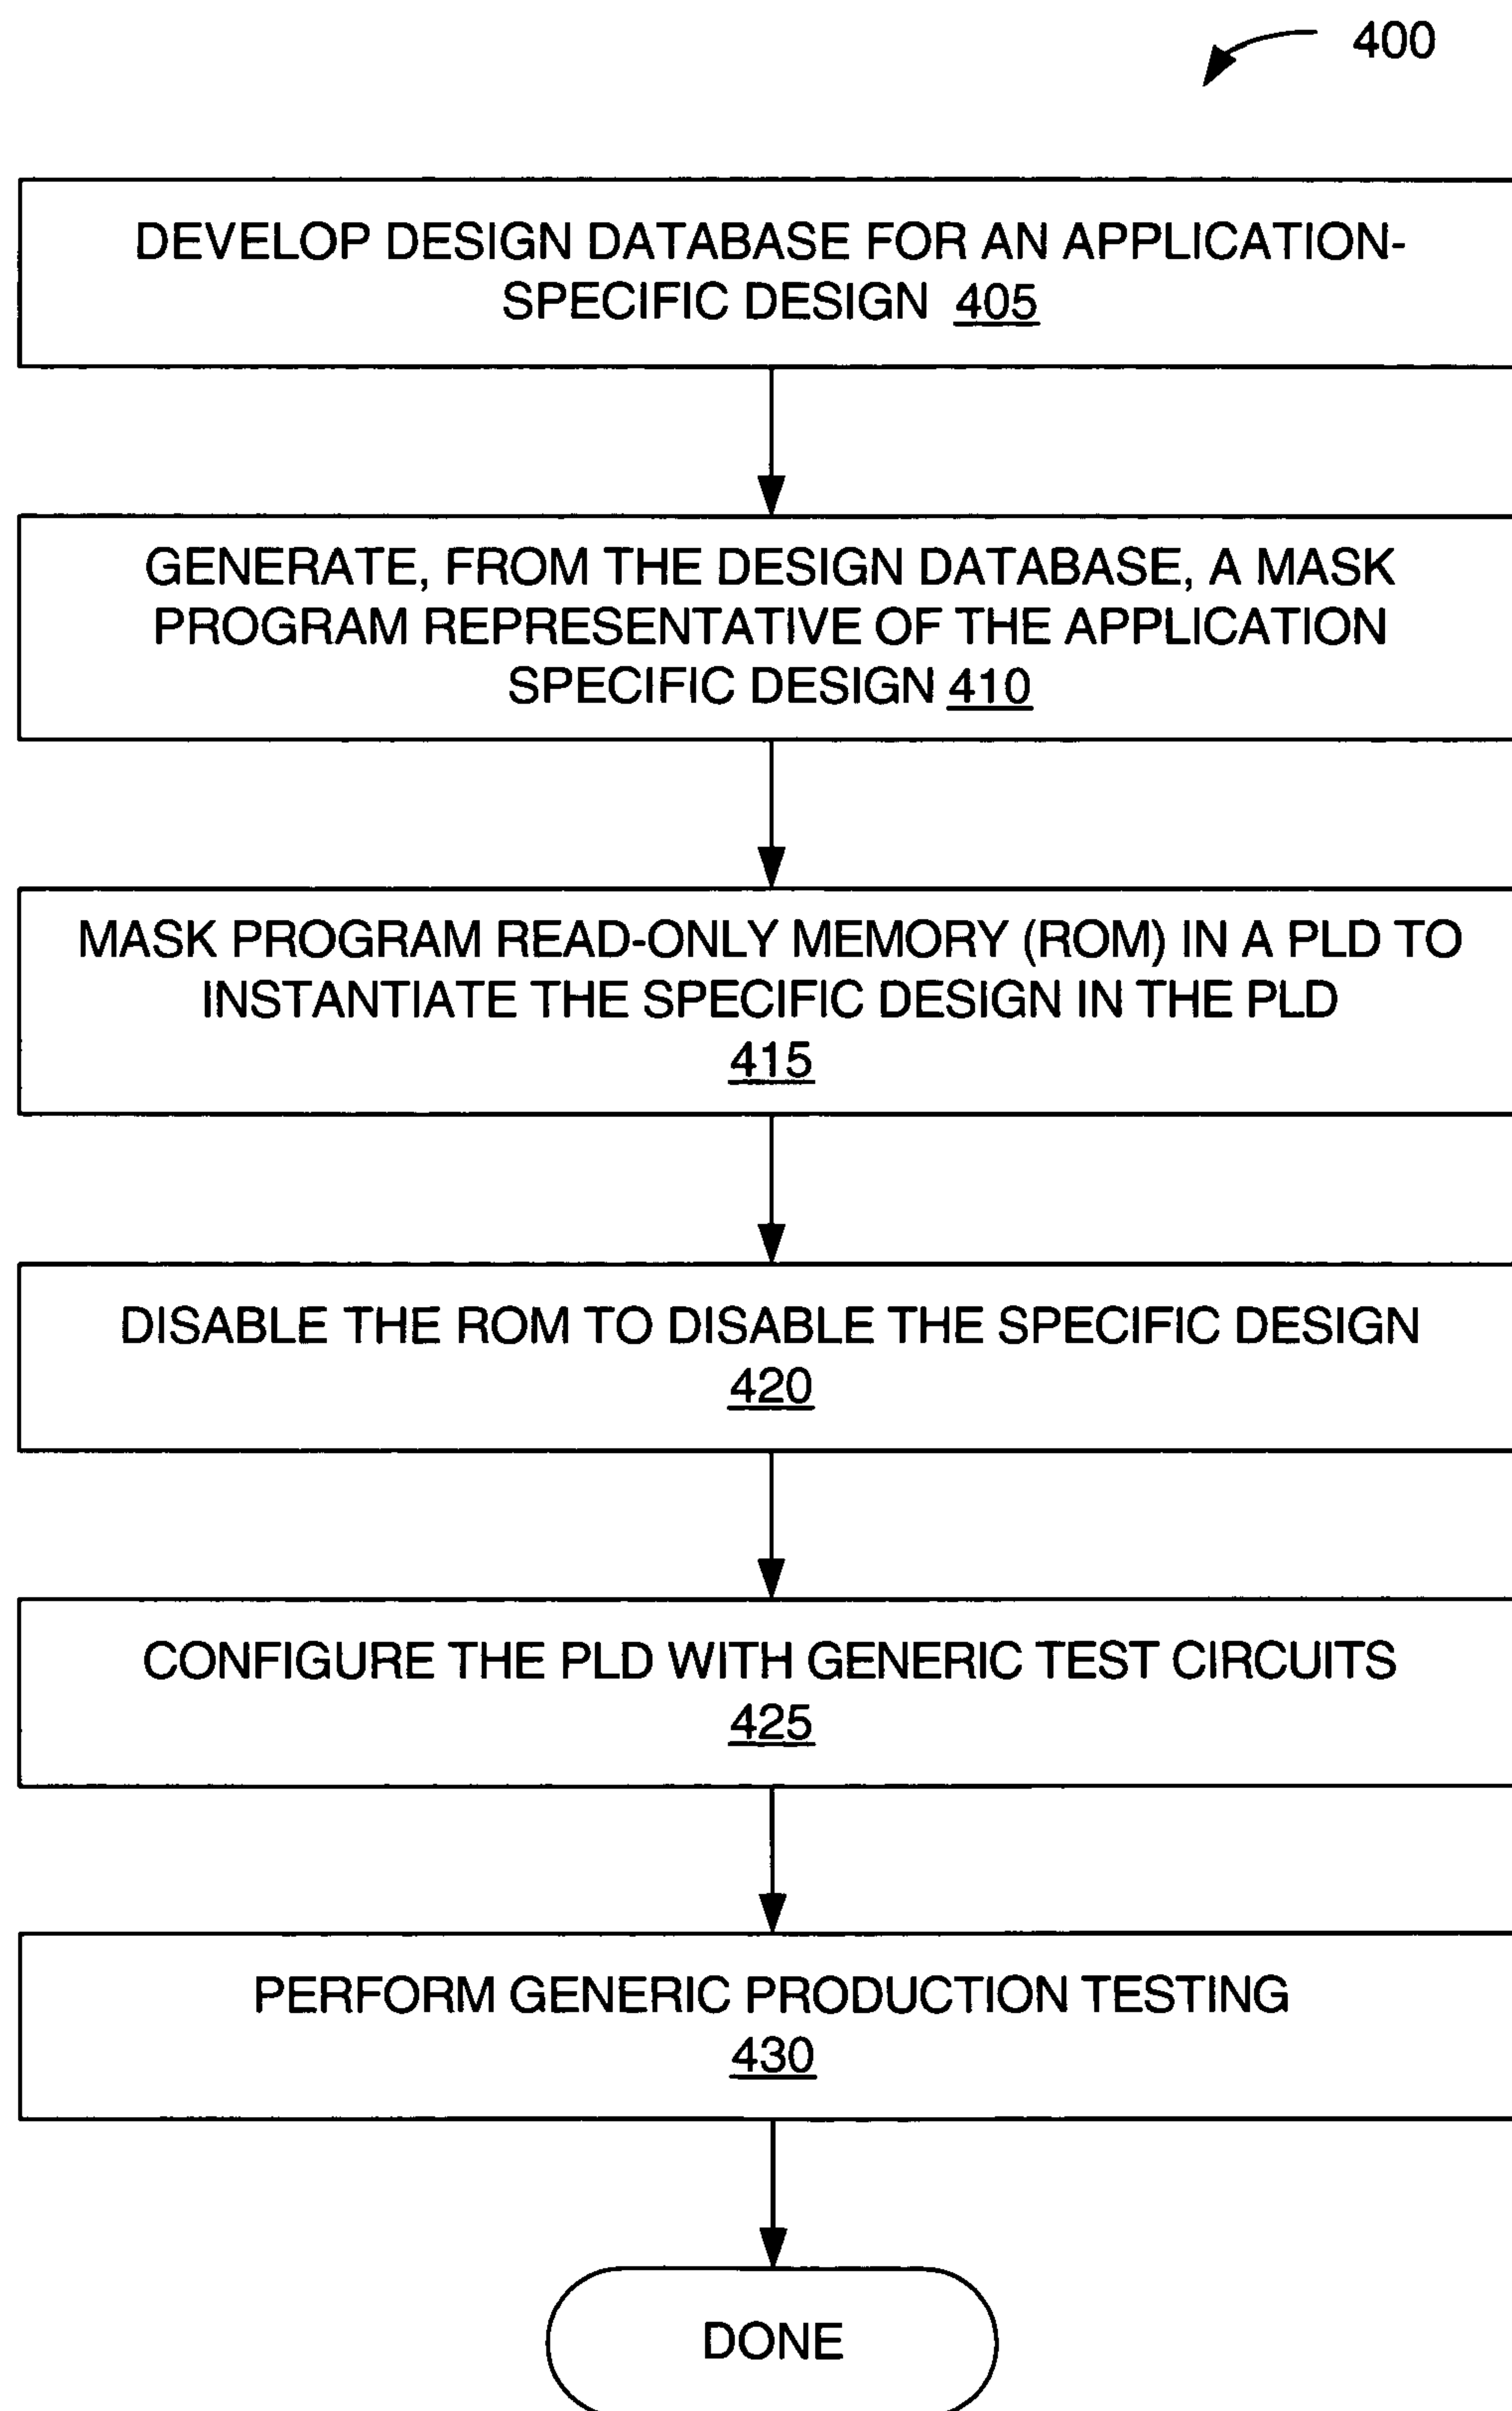 400
DEVELOP DESIGN DATABASE FOR AN APPLICATION-
SPECIFIC DESIGN 405
GENERATE, FROM THE DESIGN DATABASE, A MASK
PROGRAM REPRESENTATIVE OF THE APPLICATION
SPECIFIC DESIGN 410
MASK PROGRAM READ-ONLY MEMORY (ROM) IN A PLD TO
INSTANTIATE THE SPECIFIC DESIGN IN THE PLD
415
DISABLE THE ROM TO DISABLE THE SPECIFIC DESIGN
420
CONFIGURE THE PLD WITH GENERIC TEST CIRCUITS
425
PERFORM GENERIC PRODUCTION TESTING
430
DONE